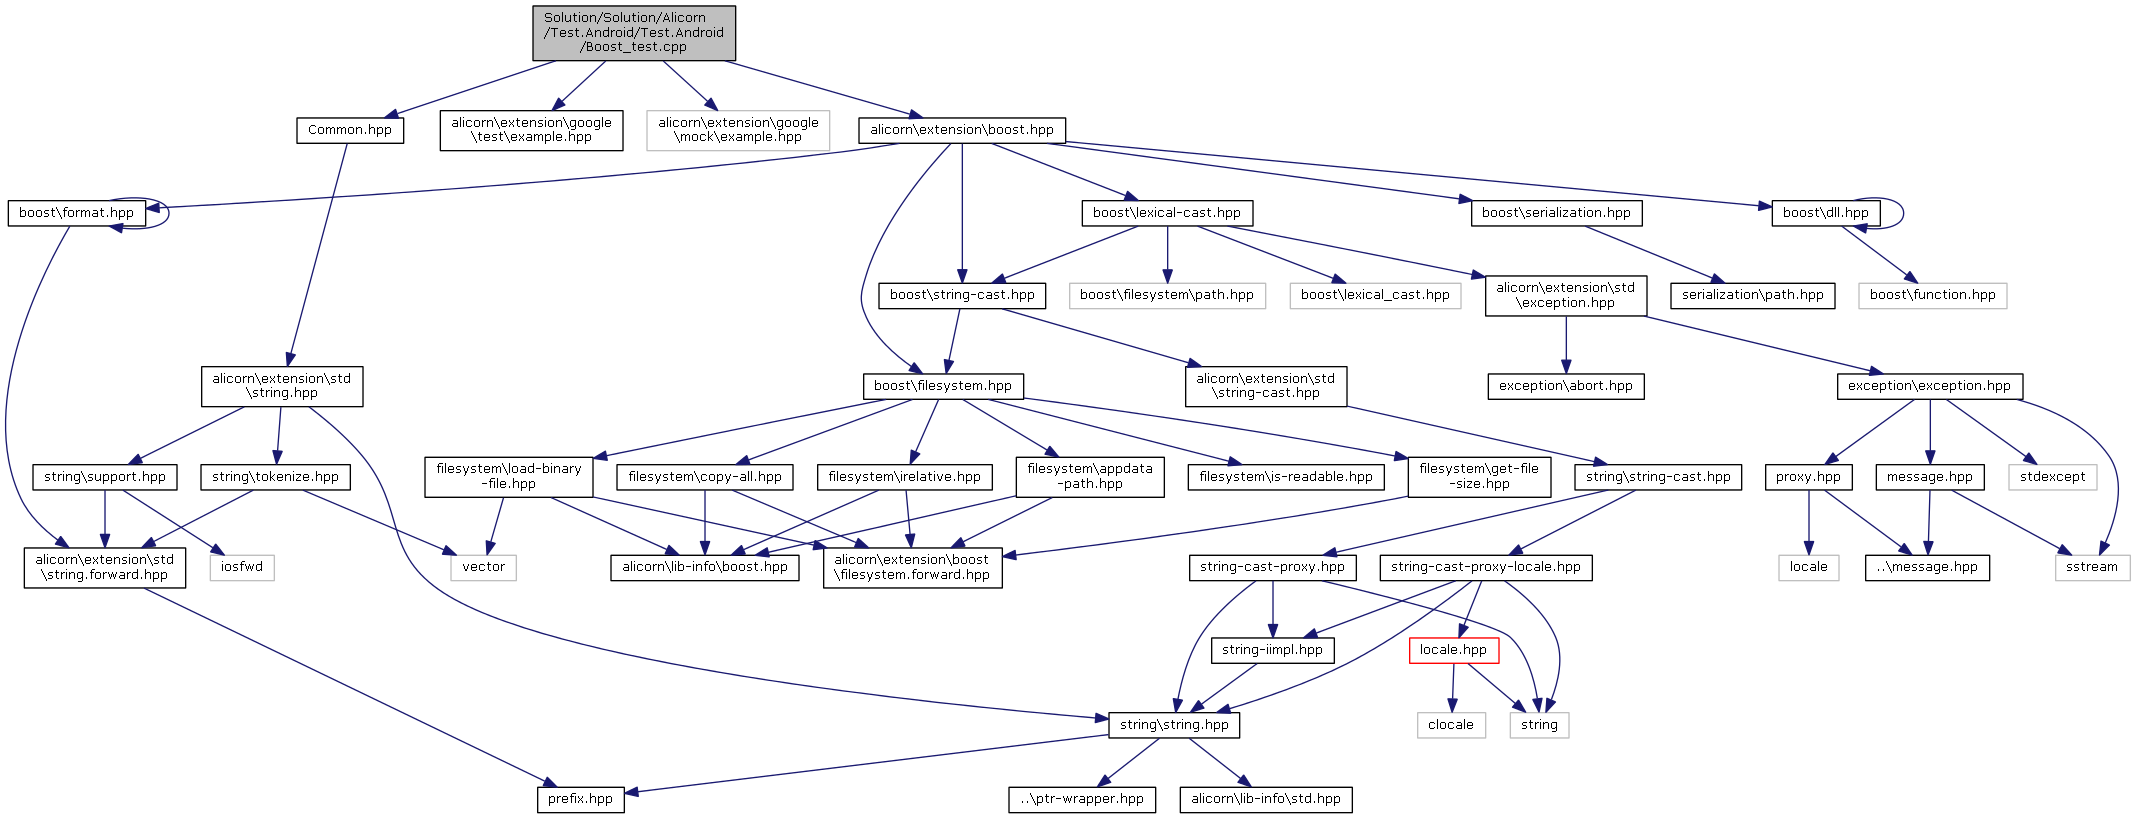 Solution/Solution/Alicorn
/Test.Android/Test.Android
/Boost_test.cpp
Common.hpp
alicorn\extension\google
\test\example.hpp
alicorn\extension\google
\mock\example.hpp
alicorn\extension\boost.hpp
boost\format.hpp
boost\lexical-cast.hpp
boost\serialization.hpp
boost\dll.hpp
boost\string-cast.hpp
boost\filesystem\path.hpp
boost\lexical_cast.hpp
alicorn\extension\std
\exception.hpp
serialization\path.hpp
boost\function.hpp
alicorn\extension\std
\string.hpp
boost\filesystem.hpp
alicorn\extension\std
\string-cast.hpp
exception\abort.hpp
exception\exception.hpp
string\support.hpp
string\tokenize.hpp
filesystem\load-binary
-file.hpp
filesystem\copy-all.hpp
filesystem\irelative.hpp
filesystem\appdata
-path.hpp
filesystem\is-readable.hpp
filesystem\get-file
-size.hpp
string\string-cast.hpp
proxy.hpp
message.hpp
stdexcept
alicorn\extension\std
\string.forward.hpp
iosfwd
vector
alicorn\lib-info\boost.hpp
alicorn\extension\boost
\filesystem.forward.hpp
string-cast-proxy.hpp
string-cast-proxy-locale.hpp
locale
..\message.hpp
sstream
string-iimpl.hpp
locale.hpp
string\string.hpp
clocale
string
prefix.hpp
..\ptr-wrapper.hpp
alicorn\lib-info\std.hpp